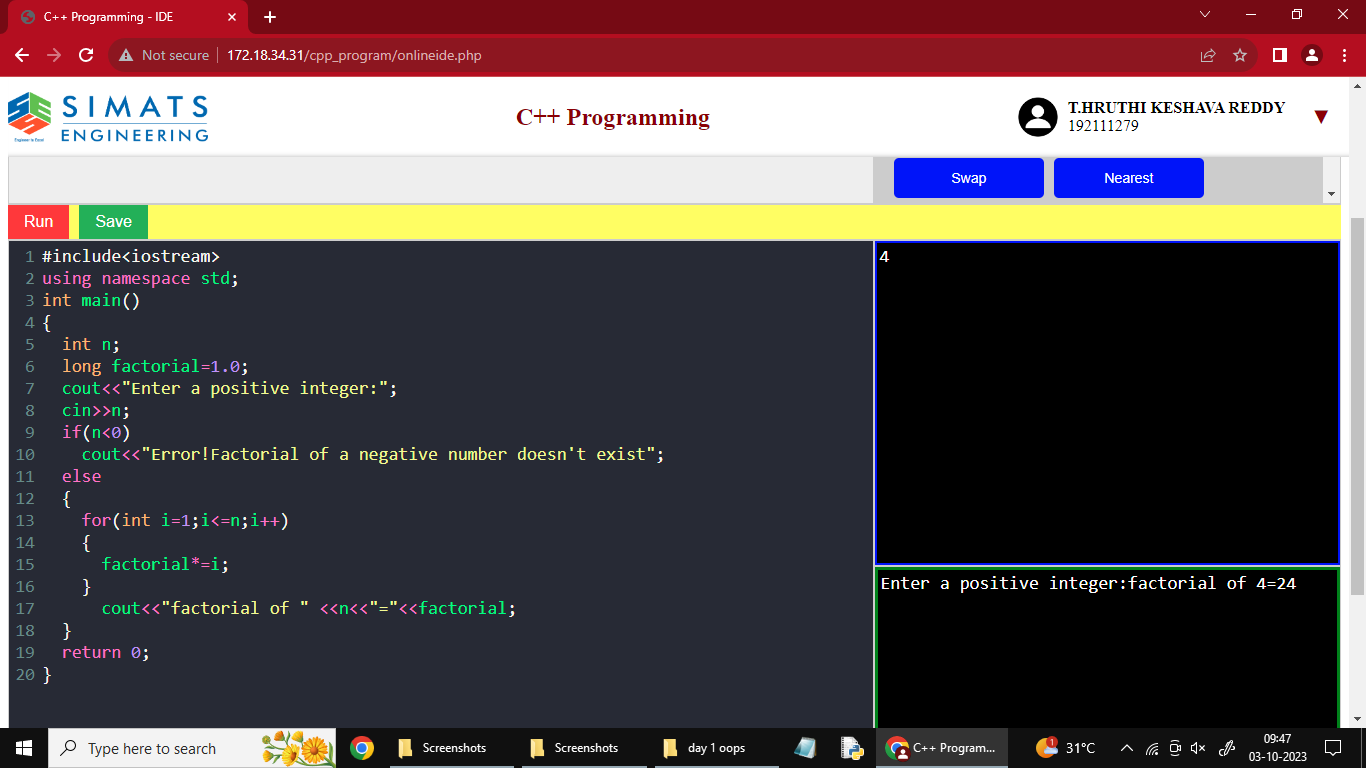 C++ Programming - IDE
Not secure
172.18.34.31/cpp_program/onlineide.php
SIMATS
ENGINEERING
Engineer to Excel
C++ Programming
T.HRUTHI KESHAVA REDDY
192111279
Swap
Nearest
Run
Save
1 #include<iostream>
2 using namespace std;
3 int main()
4 {
5 int n;
6 long factorial=1.0;
7 cout<<"Enter a positive integer:";
8 cin>>n;
9 if(n<0)
10 cout<<"Error!Factorial of a negative number doesn't exist";
11 else
12 {
13 for(int i=1;i<=n;i++)
14 {
15 factorial*=i;
16 }
17 cout<<"factorial of " <<n<<"="<<factorial;
18 }
19 return 0;
20 }
4
Enter a positive integer:factorial of 4=24
Type here to search
Screenshots
Screenshots
day 1 oops
C++ Program...
1
31°C
09:47
03-10-2023